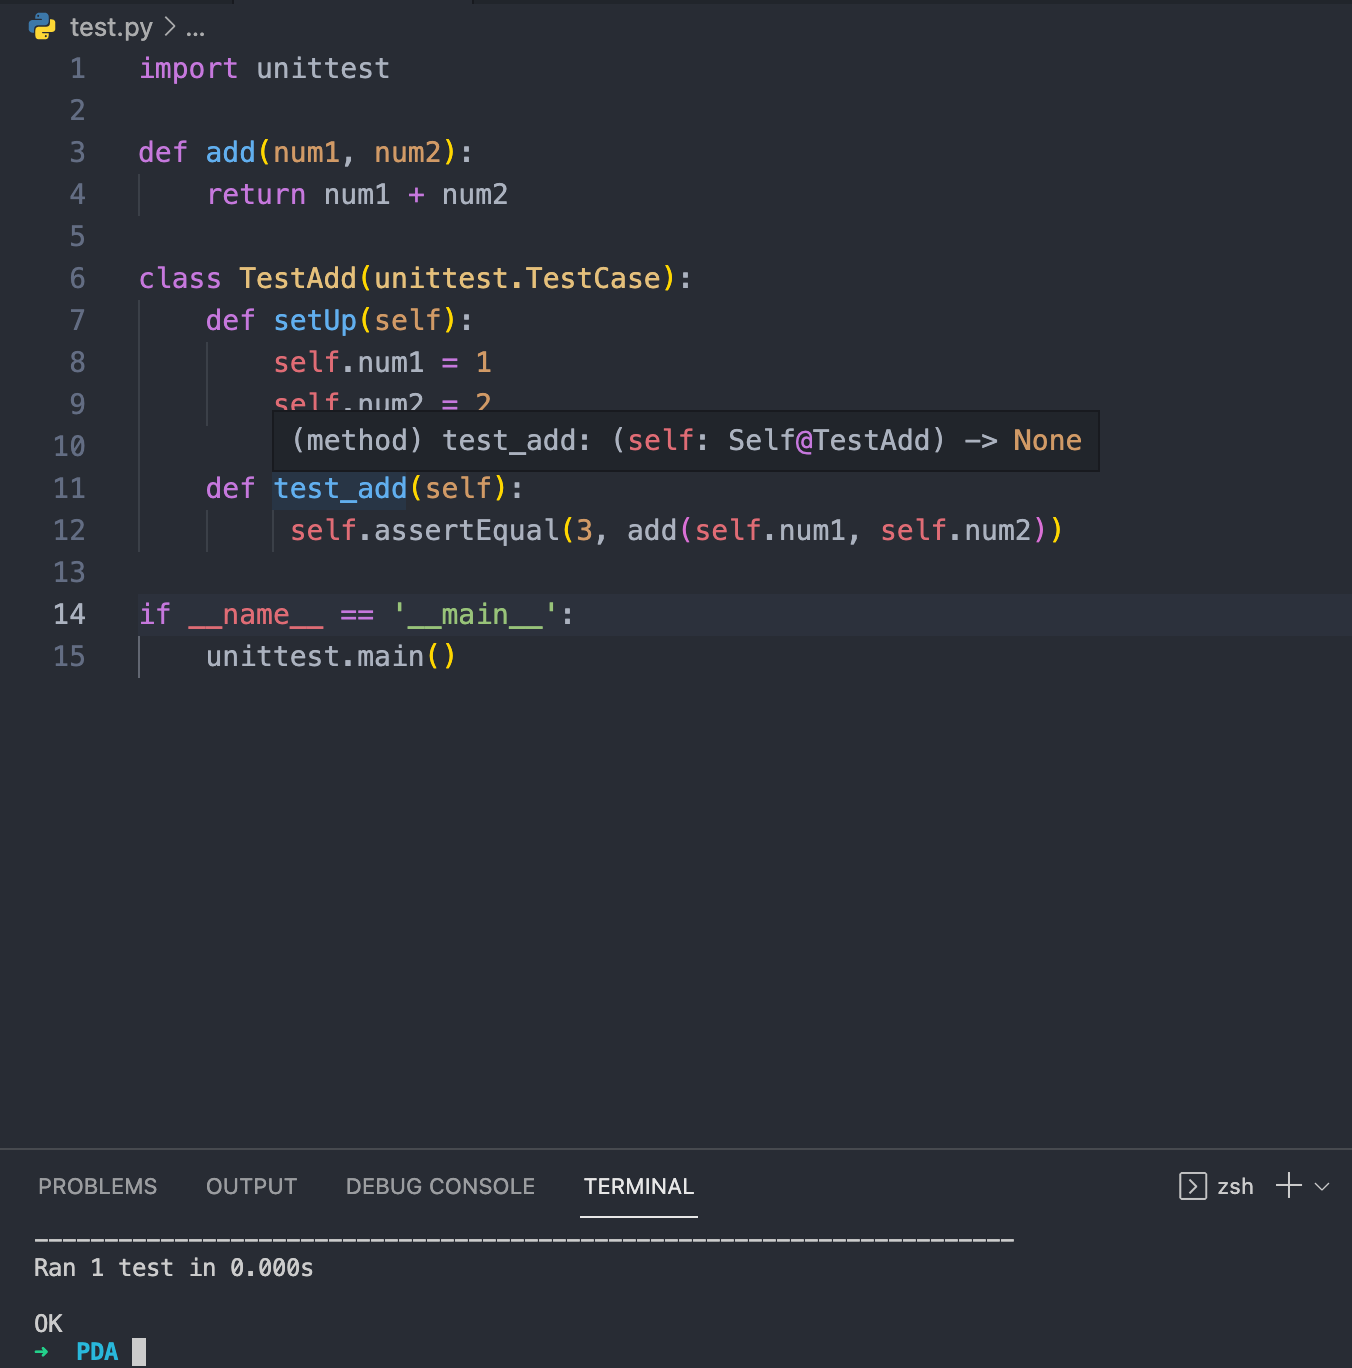 test.py > ...
1 import unittest
2
3 def add(num1, num2):
4 return num1 + num2
5
6 class TestAdd(unittest.TestCase):
7 def setUp(self):
8 self.num1 = 1
9 self.num2 = 2
10 (method) test_add: (self: Self@TestAdd) -> None
11 def test_add(self):
12 self.assertEqual(3, add(self.num1, self.num2))
13
14 if __name__ == '__main__':
15 unittest.main()
PROBLEMS OUTPUT DEBUG CONSOLE TERMINAL zsh
----------------------------------------------------------------------
Ran 1 test in 0.000s
OK
➜ PDA